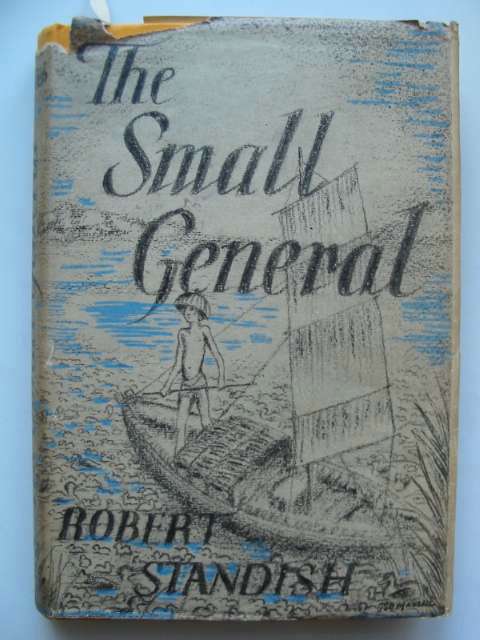 The
Small
General
ROBERT
STANDISH